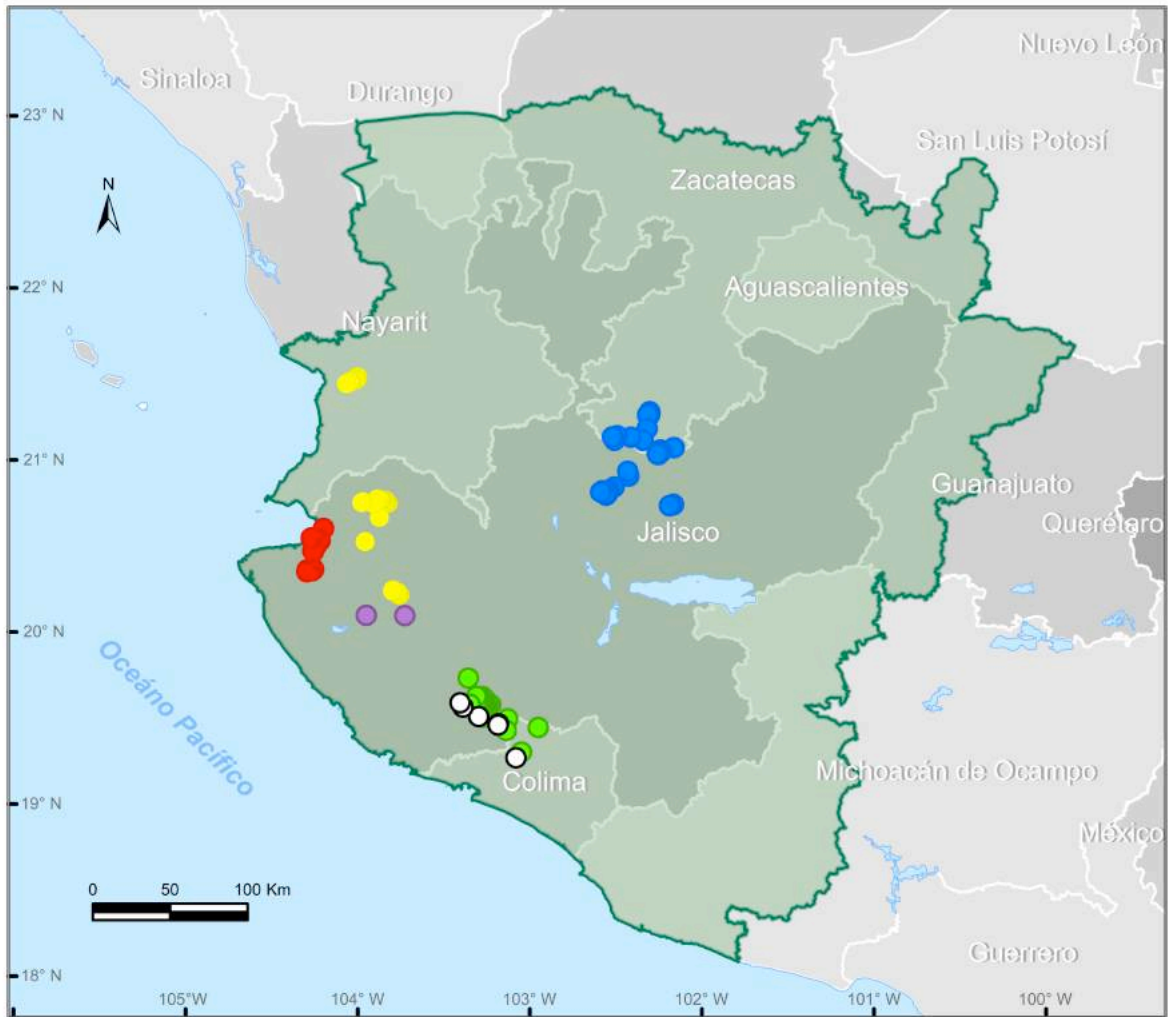 Nuevo León
Sinaloa
Durango
23° N
San Luis Potosí
N
Zacatecas
22° N
Aguascalientes
Nayarit
21° N
Guanajuato
Querétaro
Jalisco
20° N
Oceáno Pacífico
Colima
Michoacán de Ocampo
19° N
México
0 50 100 Km
Guerrero
18° N
105°W 104° W 103° W 102° W 101° W 100° W